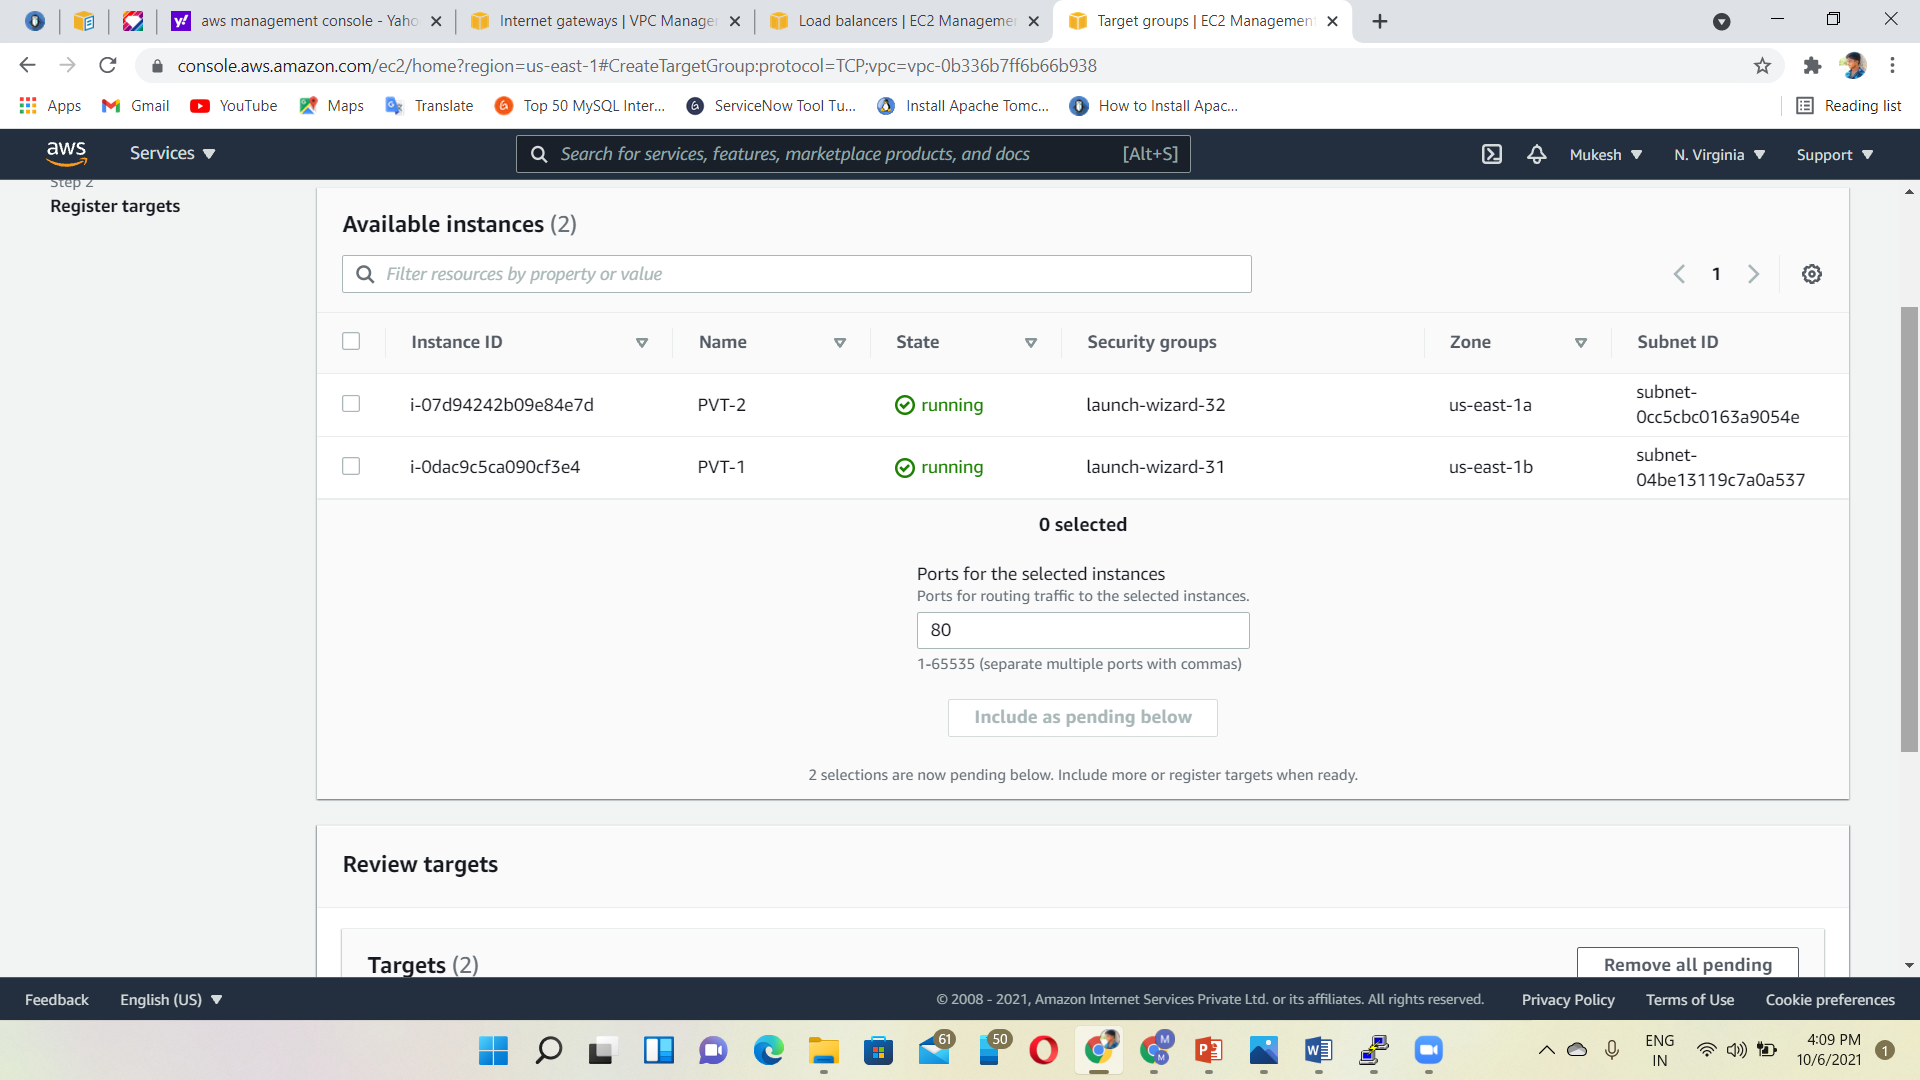 aws management console - Yaho
Internet gateways | VPC Manage
Load balancers | EC2 Manageme
Target groups | EC2 Management
console.aws.amazon.com/ec2/home?region=us-east-1#CreateTargetGroup:protocol=TCP;vpc=vpc-0b336b7ff6b66b938
Apps
Gmail
YouTube
Maps
Translate
Top 50 MySQL Inter...
ServiceNow Tool Tu...
Install Apache Tomc...
How to Install Apac...
Reading list
aws
Services
Search for services, features, marketplace products, and docs
[Alt+S]
Mukesh
N. Virginia
Support
Step 2
Register targets
Available instances (2)
Filter resources by property or value
1
Instance ID
Name
State
Security groups
Zone
Subnet ID
i-07d94242b09e84e7d
PVT-2
running
launch-wizard-32
us-east-1a
subnet-
0cc5cbc0163a9054e
i-0dac9c5ca090cf3e4
PVT-1
running
launch-wizard-31
us-east-1b
subnet-
04be13119c7a0a537
0 selected
Ports for the selected instances
Ports for routing traffic to the selected instances.
80
1-65535 (separate multiple ports with commas)
Include as pending below
2 selections are now pending below. Include more or register targets when ready.
Review targets
Targets (2)
Remove all pending
Feedback
English (US)
© 2008 - 2021, Amazon Internet Services Private Ltd. or its affiliates. All rights reserved.
Privacy Policy
Terms of Use
Cookie preferences
61
50
M
M
ENG
IN
4:09 PM
10/6/2021
1